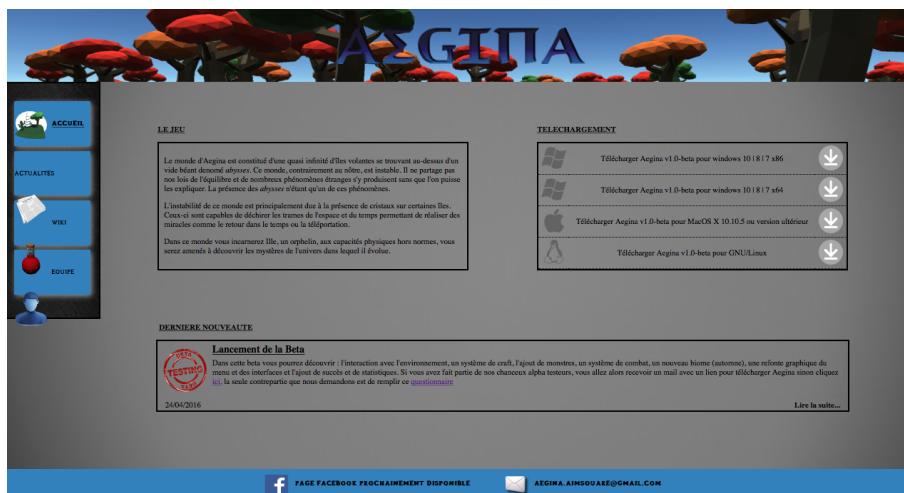 AΣGIΠA
ACCUEIL
ACTUALITÉS
WIKI
EQUIPE
LE JEU
Le monde d'Aegina est constitué d'une quasi infinité d'îles volantes se trouvant au-dessus d'un
vide béant denomé abysses. Ce monde, contrairement au nôtre, est instable. Il ne partage pas
nos lois de l'équilibre et de nombreux phénomènes étranges s'y produisent sans que l'on puisse
les expliquer. La présence des abysses n'étant qu'un de ces phénomènes.
L'instabilité de ce monde est principalement due à la présence de cristaux sur certaines îles.
Ceux-ci sont capables de déchirer les trames de l'espace et du temps permettant de réaliser des
miracles comme le retour dans le temps ou la téléportation.
Dans ce monde vous incarnerez Ille, un orphelin, aux capacités physiques hors normes, vous
serez amenés à découvrir les mystères de l'univers dans lequel il évolue.
TELECHARGEMENT
Télécharger Aegina v1.0-beta pour windows 10 | 8 | 7 x86
Télécharger Aegina v1.0-beta pour windows 10 | 8 | 7 x64
Télécharger Aegina v1.0-beta pour MacOS X 10.10.5 ou version ultérieur
Télécharger Aegina v1.0-beta pour GNU/Linux
DERNIERE NOUVEAUTE
BETA
TESTING
Lancement de la Beta
Dans cette beta vous pourrez découvrir : l'interaction avec l'environnement, un système de craft, l'ajout de monstres, un système de combat, un nouveau biome (automne), une refonte graphique du
menu et des interfaces et l'ajout de succès et de statistiques. Si vous avez fait partie de nos chanceux alpha testeurs, vous allez alors recevoir un mail avec un lien pour télécharger Aegina sinon cliquez
ici, la seule contrepartie que nous demandons est de remplir ce questionnaire
24/04/2016
Lire la suite...
PAGE FACEBOOK PROCHAINEMENT DISPONIBLE
AEGINA.AIMSQUARE@GMAIL.COM